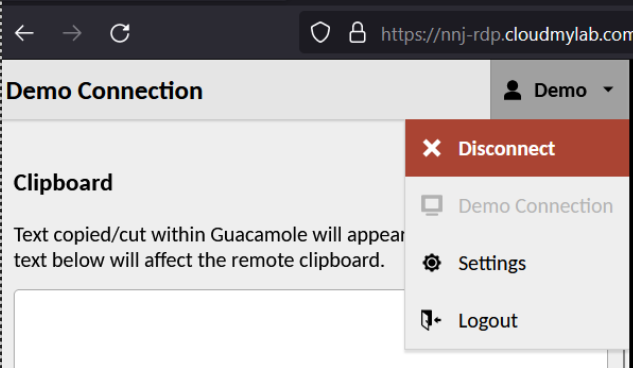 https://nnj-rdp.cloudmylab.com
Demo Connection
Demo
Disconnect
Demo Connection
Settings
Logout
Clipboard
Text copied/cut within Guacamole will appear
text below will affect the remote clipboard.